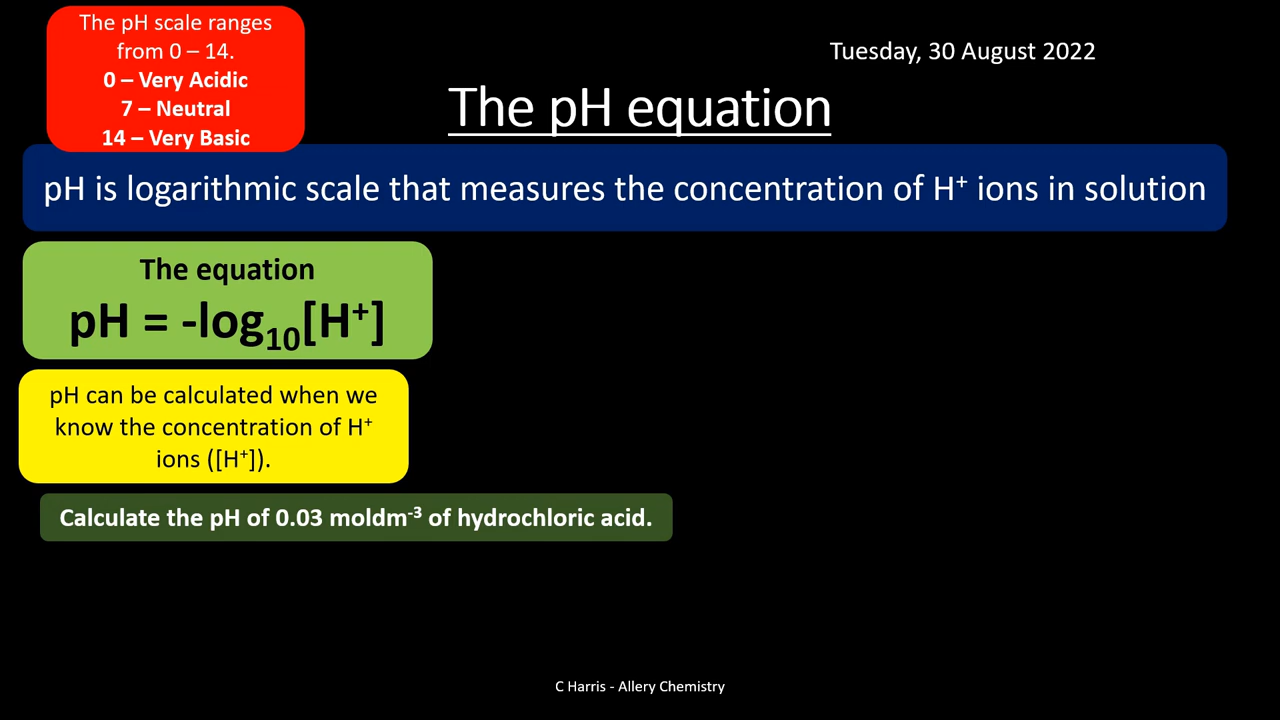 The pH scale ranges
from 0 – 14.
0 – Very Acidic
7 – Neutral
14 – Very Basic
Tuesday, 30 August 2022
The pH equation
pH is logarithmic scale that measures the concentration of H⁺ ions in solution
The equation
pH = -log₁₀[H⁺]
pH can be calculated when we
know the concentration of H⁺
ions ([H⁺]).
Calculate the pH of 0.03 moldm⁻³ of hydrochloric acid.
C Harris - Allery Chemistry